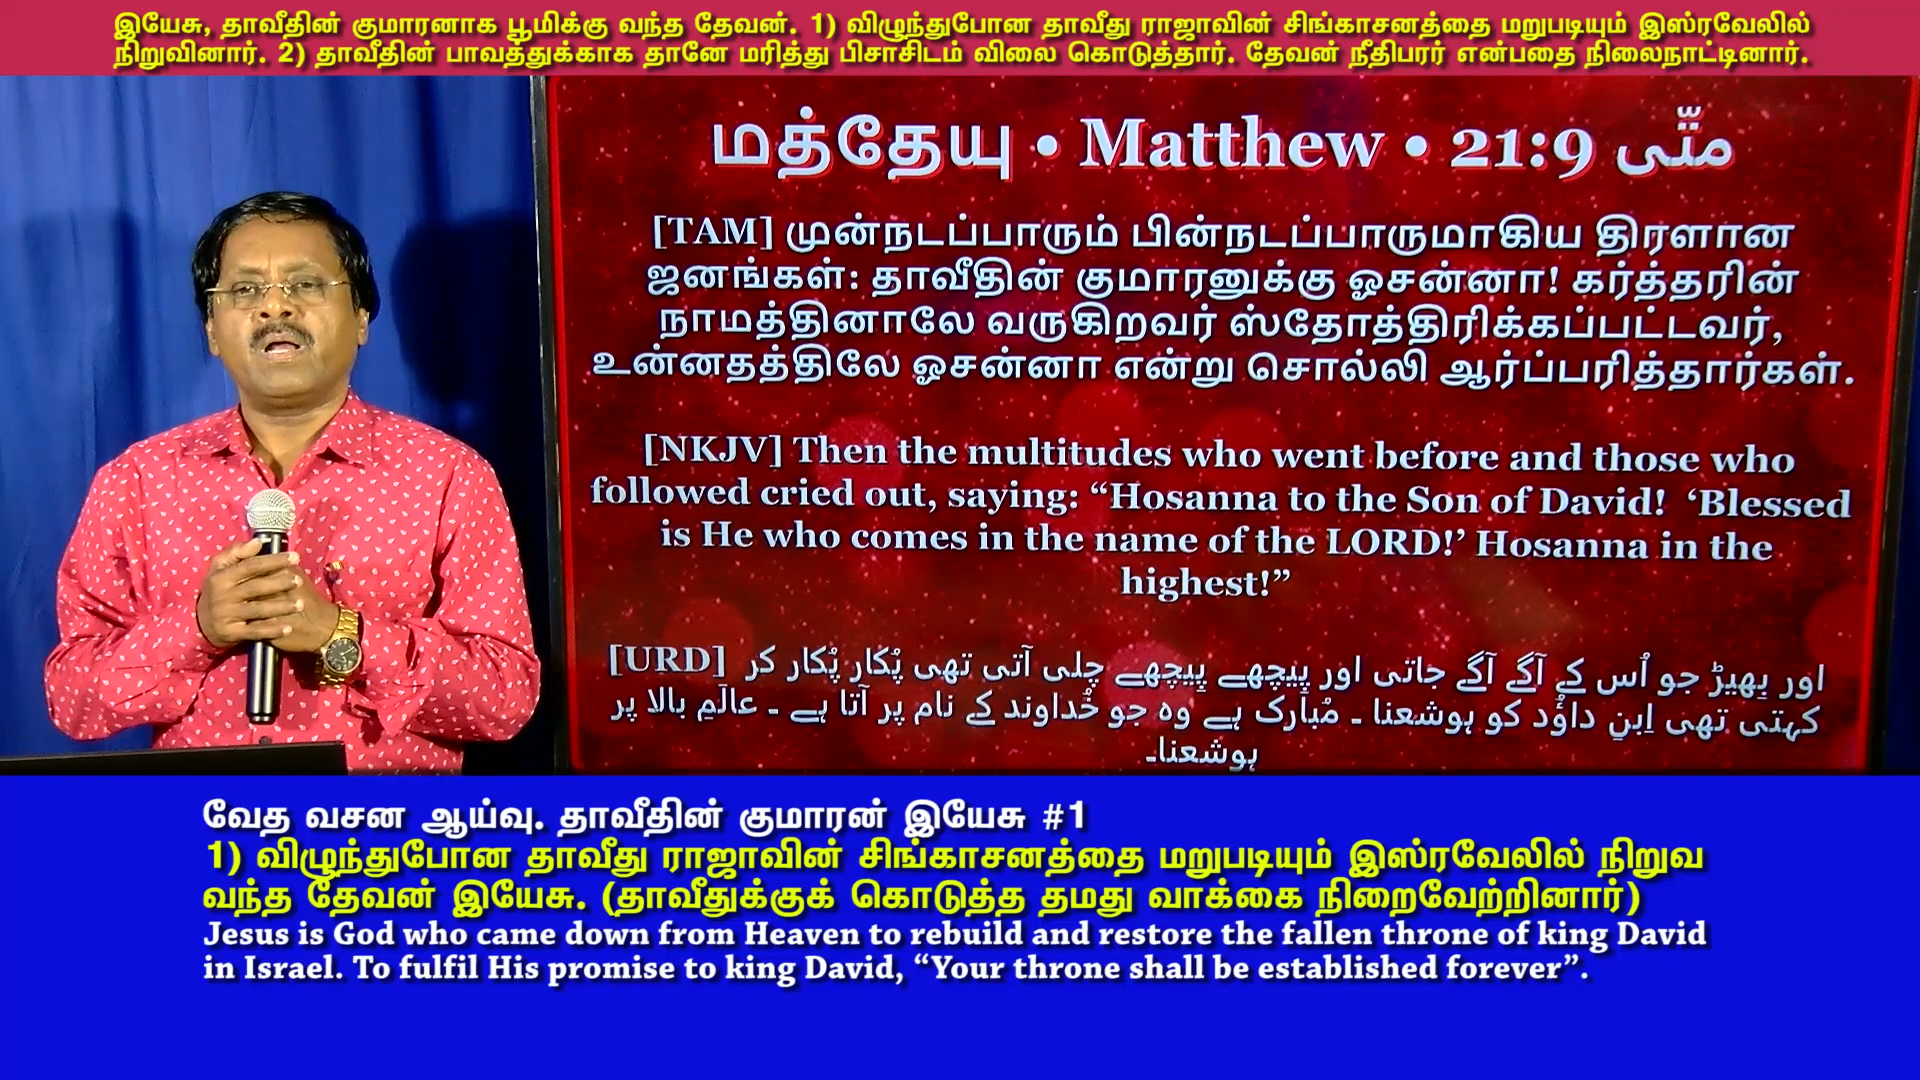 இயேசு, தாவீதின் குமாரனாக பூமிக்கு வந்த தேவன். 1) விழுந்துபோன தாவீது ராஜாவின் சிங்காசனத்தை மறுபடியும் இஸ்ரவேலில்
நிறுவினார். 2) தாவீதின் பாவத்துக்காக தானே மரித்து பிசாசிடம் விலை கொடுத்தார். தேவன் நீதிபரர் என்பதை நிலைநாட்டினார்.
மத்தேயு • Matthew • 21:9 متّی
[TAM] முன்நடப்பாரும் பின்நடப்பாருமாகிய திரளான
ஜனங்கள்: தாவீதின் குமாரனுக்கு ஓசன்னா! கர்த்தரின்
நாமத்தினாலே வருகிறவர் ஸ்தோத்திரிக்கப்பட்டவர்,
உன்னதத்திலே ஓசன்னா என்று சொல்லி ஆர்ப்பரித்தார்கள்.
[NKJV] Then the multitudes who went before and those who
followed cried out, saying: “Hosanna to the Son of David! ‘Blessed
is He who comes in the name of the LORD!’ Hosanna in the
highest!”
[URD] اور بِھیڑ جو اُس کے آگے آگے جاتی اور پِیچھے پِیچھے چلی آتی تھی پُکار پُکار کر
کہتی تھی اِبنِ داؤُد کو ہوشعنا ۔ مُبارک ہے وہ جو خُداوند کے نام پر آتا ہے ۔ عالَمِ بالا پر
ہوشعنا۔
வேத வசன ஆய்வு. தாவீதின் குமாரன் இயேசு #1
1) விழுந்துபோன தாவீது ராஜாவின் சிங்காசனத்தை மறுபடியும் இஸ்ரவேலில் நிறுவ
வந்த தேவன் இயேசு. (தாவீதுக்குக் கொடுத்த தமது வாக்கை நிறைவேற்றினார்)
Jesus is God who came down from Heaven to rebuild and restore the fallen throne of king David
in Israel. To fulfil His promise to king David, “Your throne shall be established forever”.